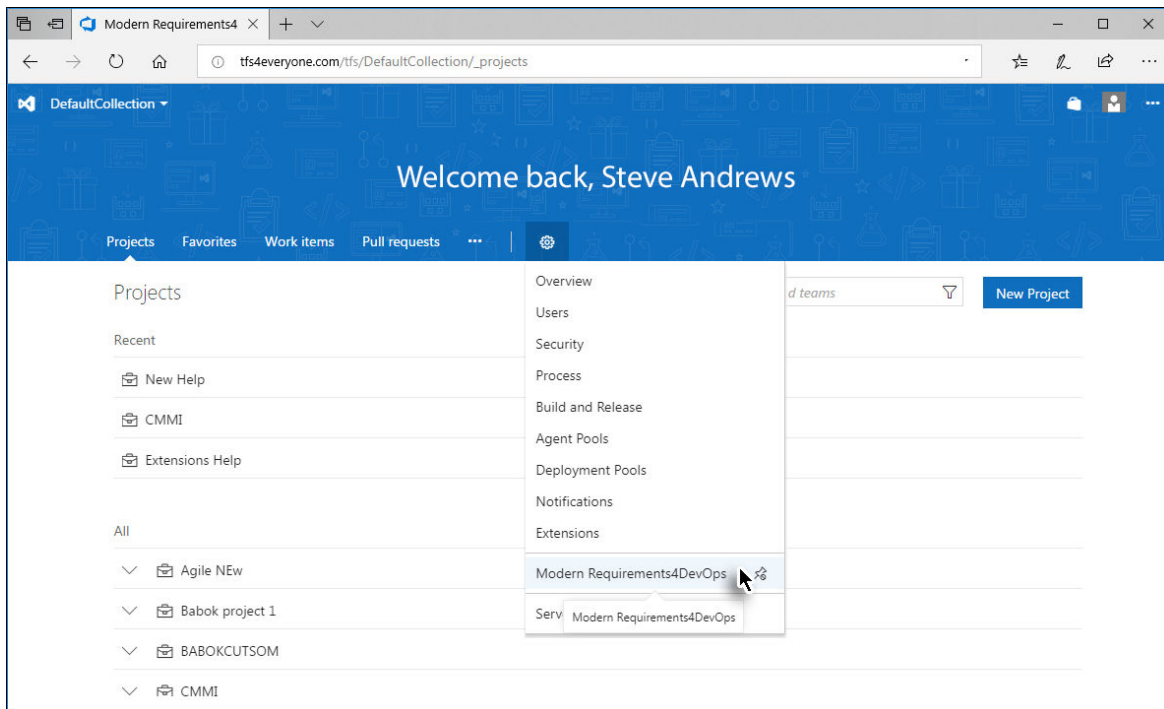 Modern Requirements4
tfs4everyone.com/tfs/DefaultCollection/_projects
DefaultCollection
Welcome back, Steve Andrews
Projects Favorites Work items Pull requests
Projects
d teams
New Project
Recent
New Help
CMMI
Extensions Help
All
Agile NEw
Babok project 1
BABOKCUTSOM
CMMI
Overview
Users
Security
Process
Build and Release
Agent Pools
Deployment Pools
Notifications
Extensions
Modern Requirements4DevOps
Serv
Modern Requirements4DevOps